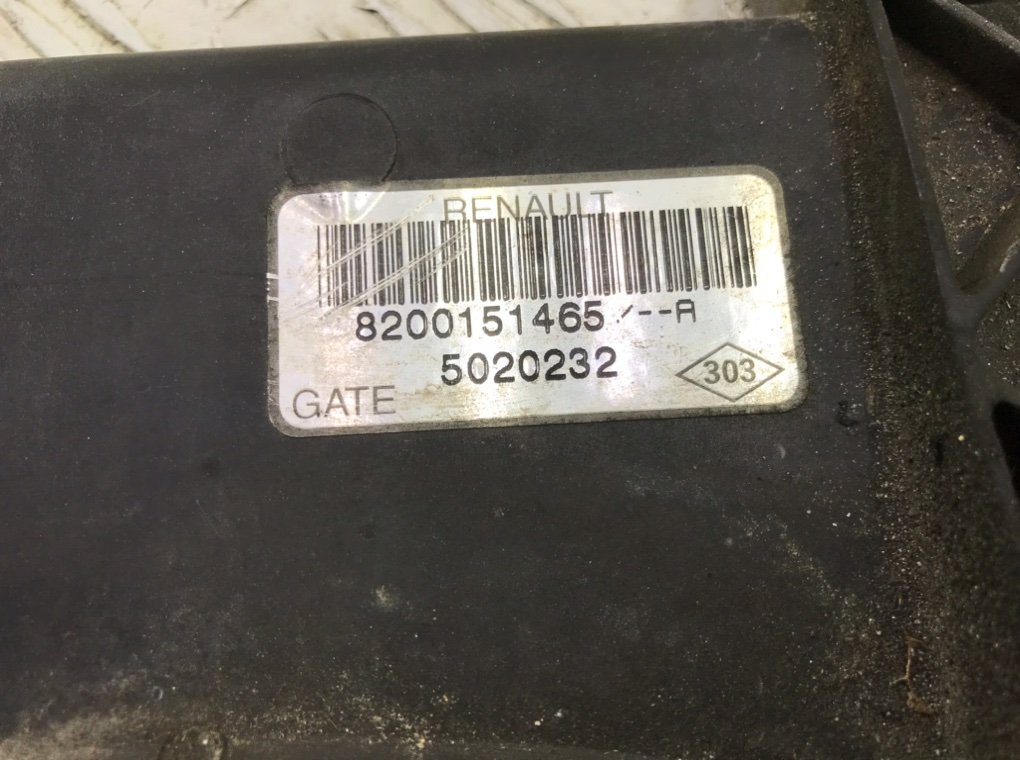 RENAULT
8200151465/--A
5020232
303
GATE